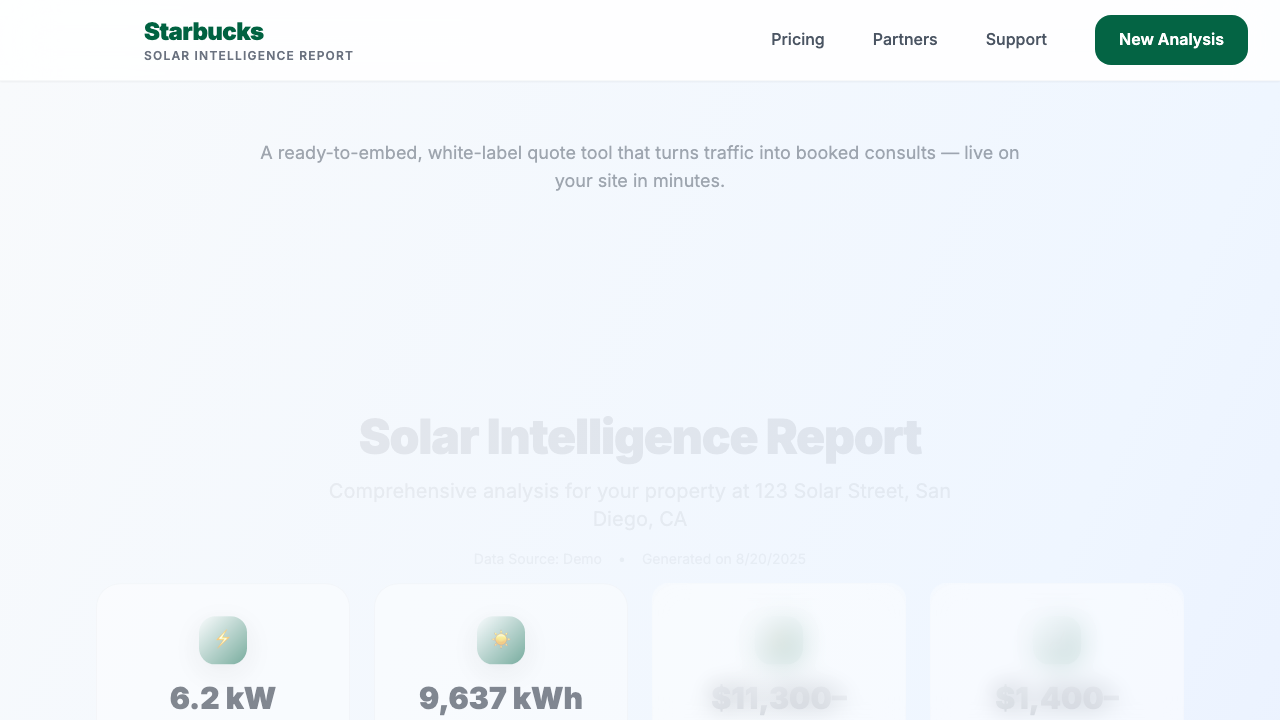 Starbucks
SOLAR INTELLIGENCE REPORT
Pricing
Partners
Support
New Analysis
A ready-to-embed, white-label quote tool that turns traffic into booked consults — live on
your site in minutes.
Solar Intelligence Report
Comprehensive analysis for your property at 123 Solar Street, San
Diego, CA
Data Source: Demo • Generated on 8/20/2025
6.2 kW
9,637 kWh
$11,300–
$1,400–